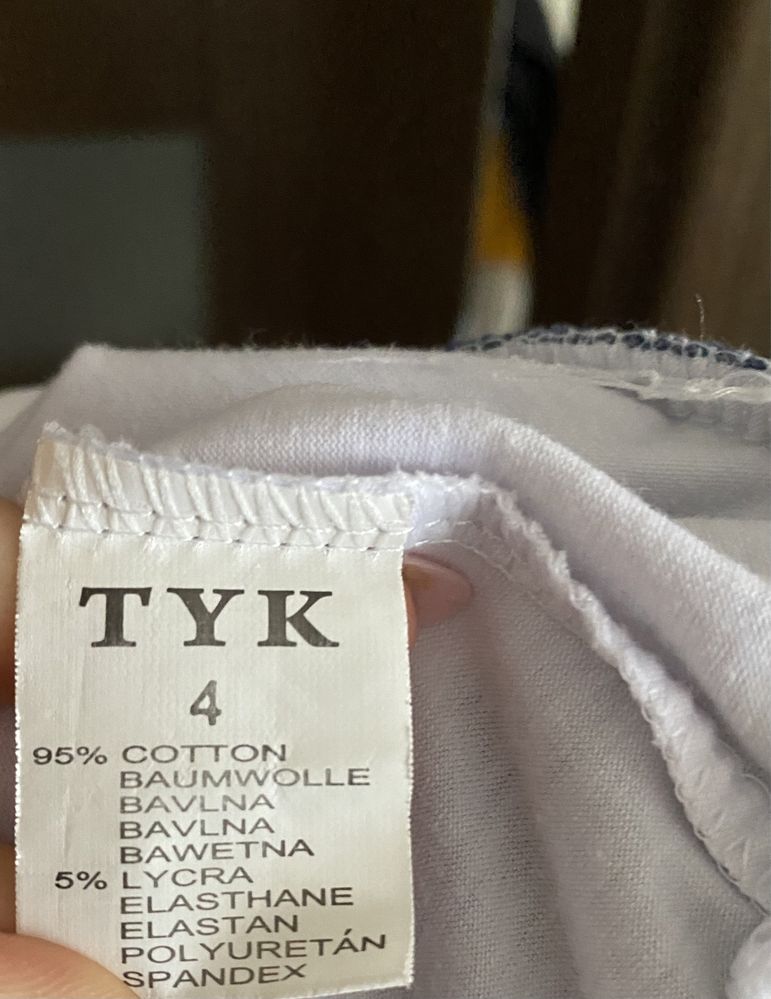 TYK
4
95% COTTON
BAUMWOLLE
BAVLNA
BAVLNA
BAWETNA
5% LYCRA
ELASTHANE
ELASTAN
POLYURETÁN
SPANDEX